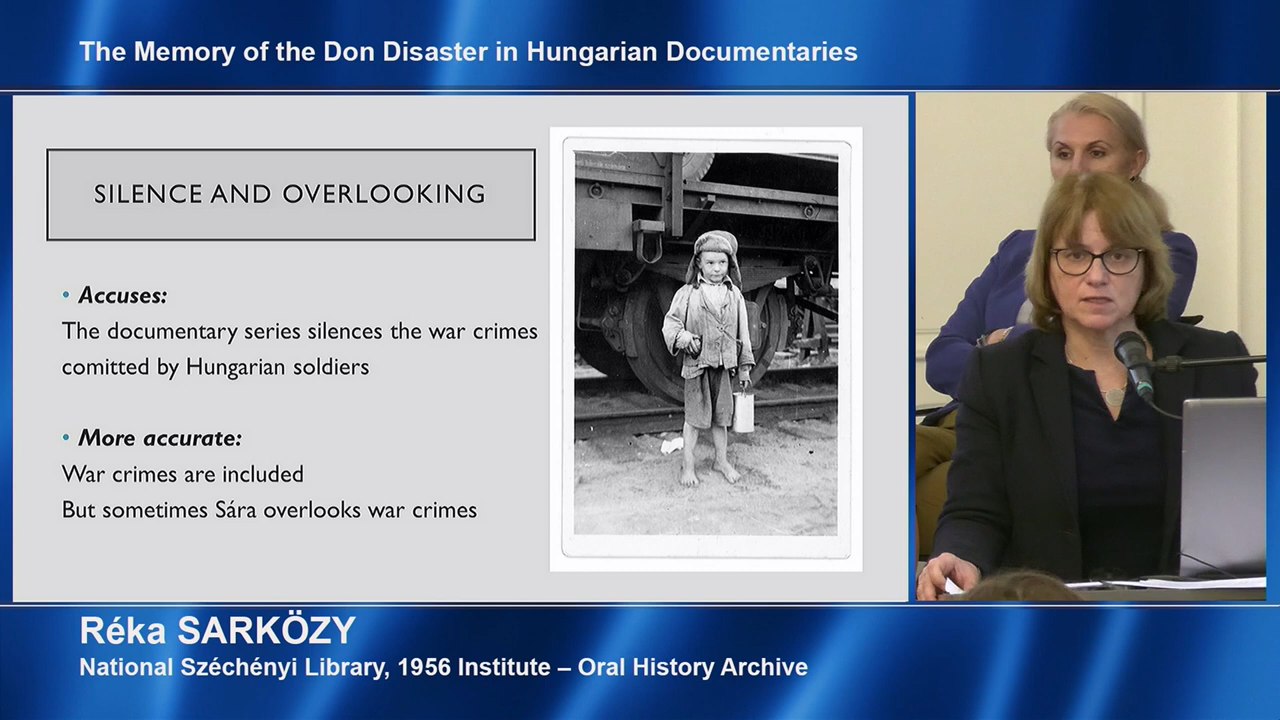 The Memory of the Don Disaster in Hungarian Documentaries
SILENCE AND OVERLOOKING
• Accuses:
The documentary series silences the war crimes
comitted by Hungarian soldiers
• More accurate:
War crimes are included
But sometimes Sára overlooks war crimes
Réka SARKÖZY
National Széchényi Library, 1956 Institute – Oral History Archive